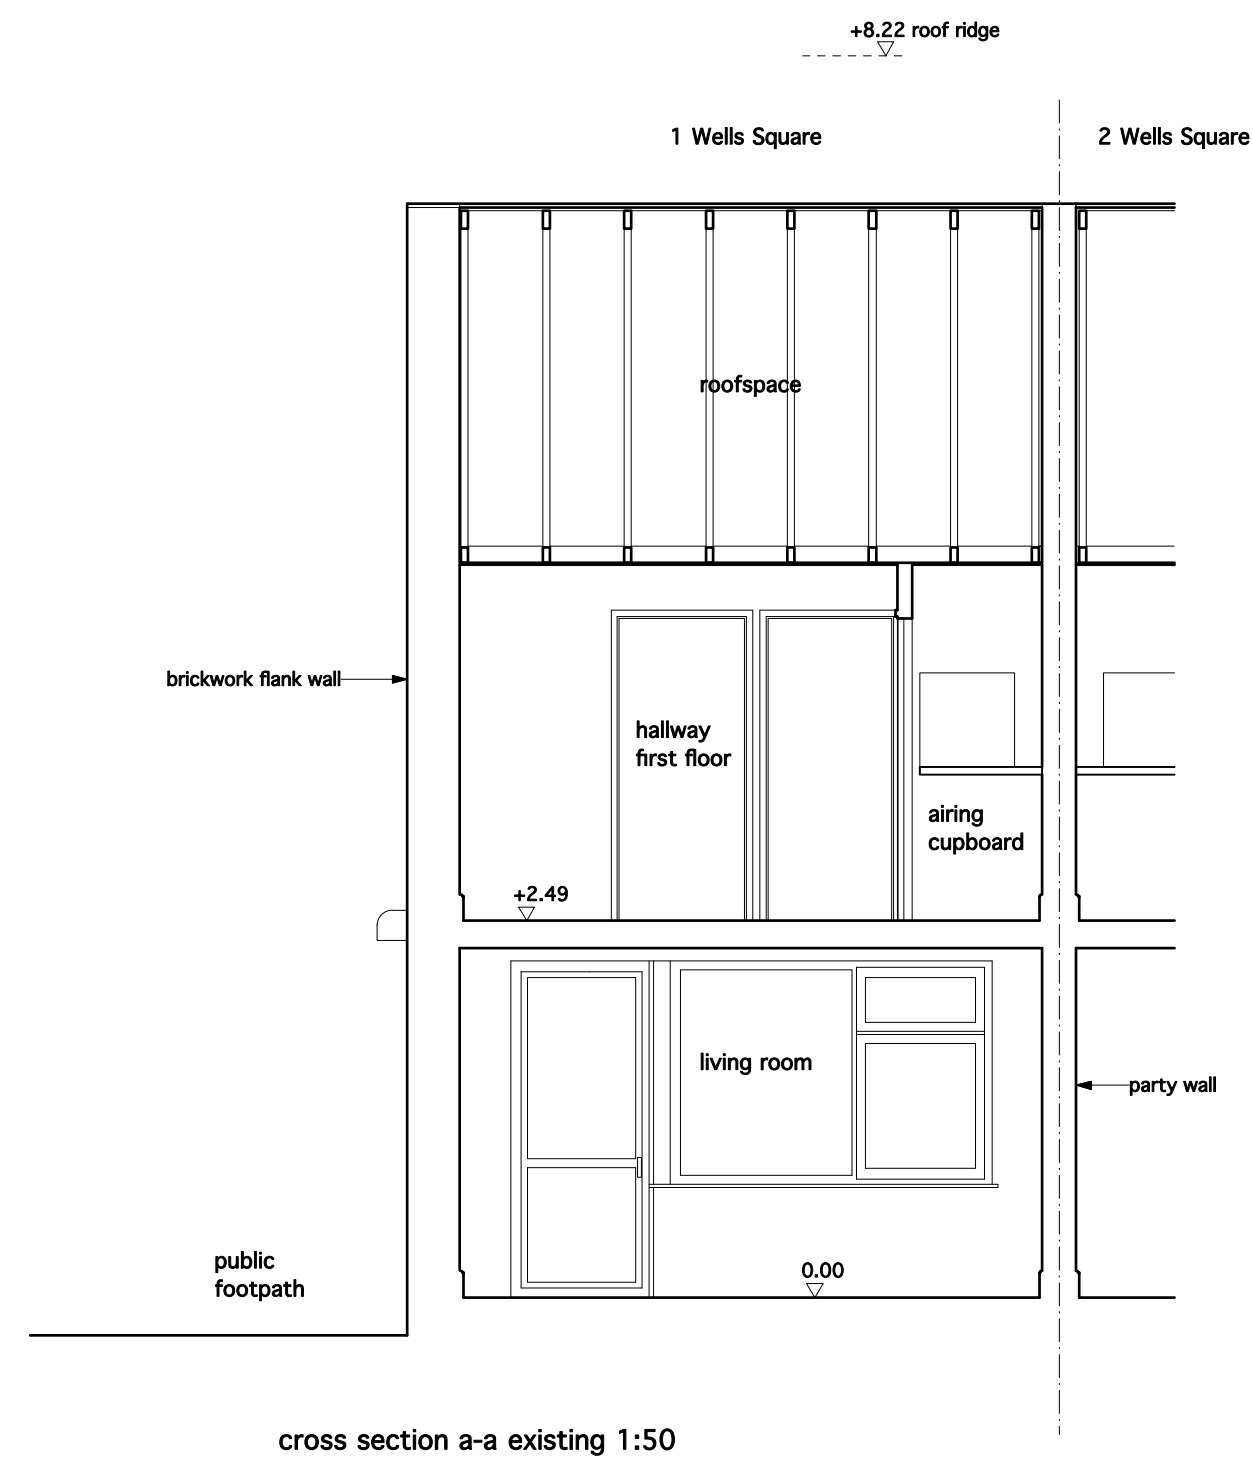 +8.22 roof ridge
1 Wells Square
2 Wells Square
roofspace
brickwork flank wall
hallway
first floor
airing
cupboard
+2.49
living room
party wall
public
footpath
0.00
cross section a-a existing 1:50